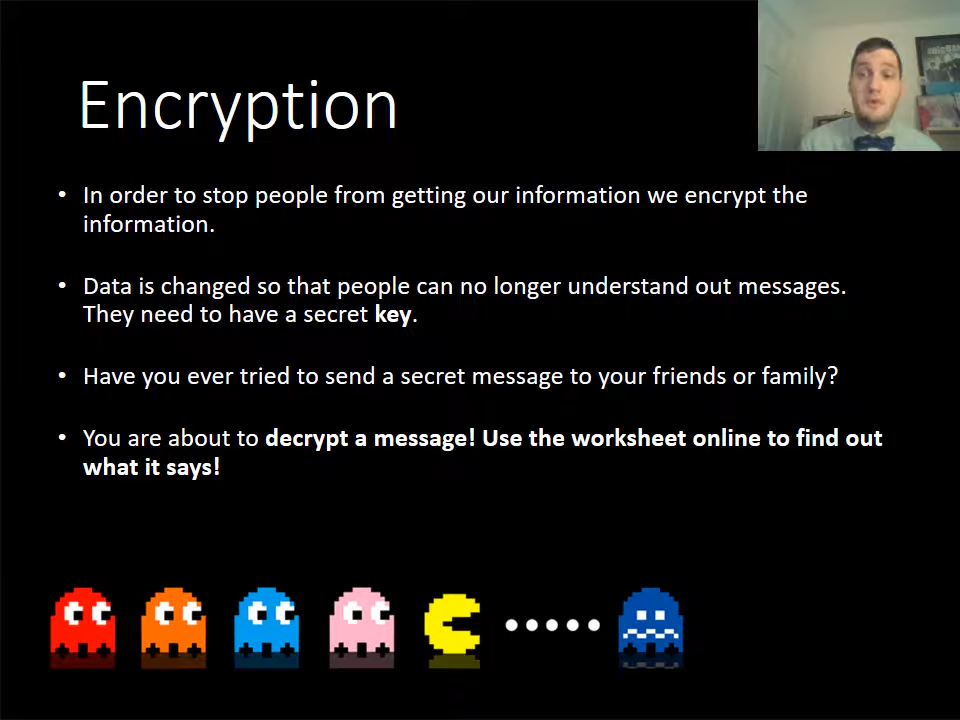 Encryption
• In order to stop people from getting our information we encrypt the
information.
• Data is changed so that people can no longer understand out messages.
They need to have a secret key.
• Have you ever tried to send a secret message to your friends or family?
• You are about to decrypt a message! Use the worksheet online to find out
what it says!